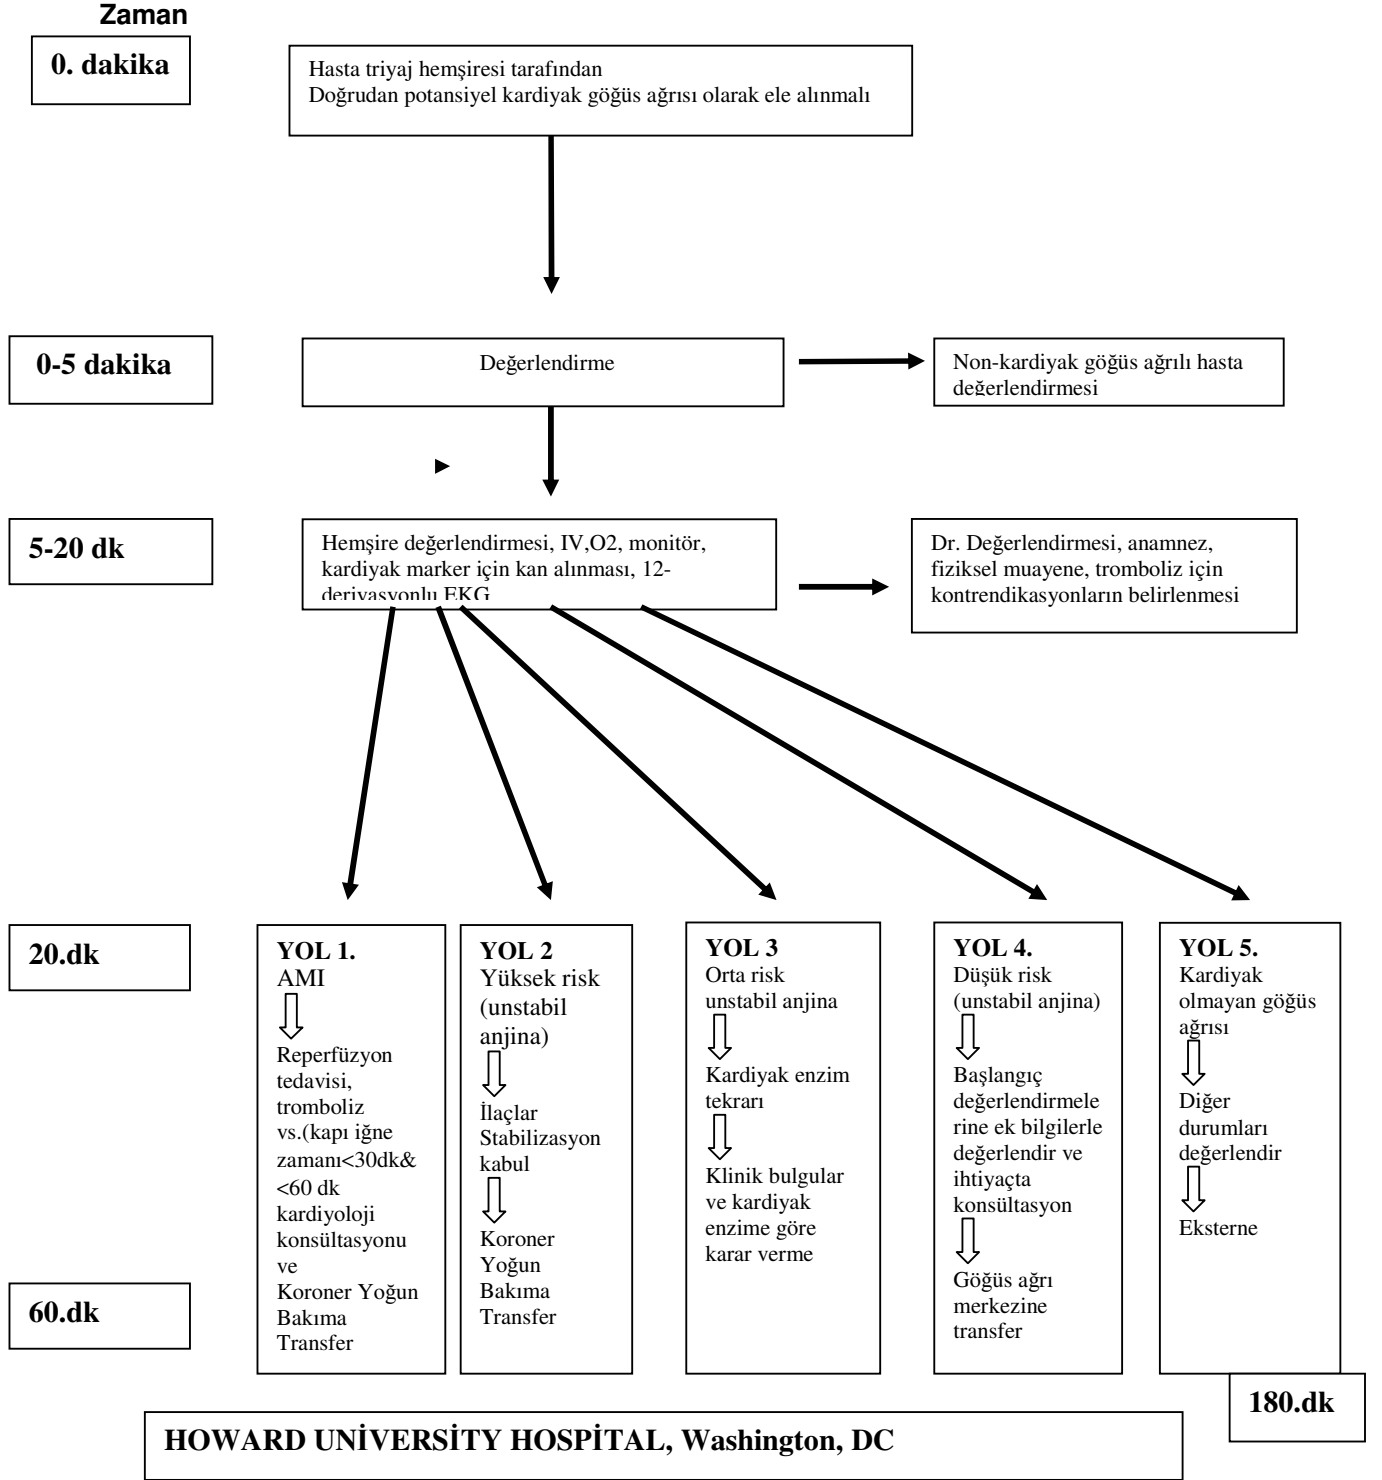 Zaman
0. dakika
Hasta triyaj hemşiresi tarafından
Doğrudan potansiyel kardiyak göğüs ağrısı olarak ele alınmalı
0-5 dakika
Değerlendirme
Non-kardiyak göğüs ağrılı hasta
değerlendirmesi
5-20 dk
Hemşire değerlendirmesi, IV,O2, monitör,
kardiyak marker için kan alınması, 12-
derivasyonlu EKG
Dr. Değerlendirmesi, anamnez,
fiziksel muayene, tromboliz için
kontrendikasyonların belirlenmesi
20.dk
YOL 1.
AMI
Reperfüzyon
tedavisi,
tromboliz
vs.(kapı iğne
zamanı<30dk&
<60 dk
kardiyoloji
konsültasyonu
ve
Koroner Yoğun
Bakıma
Transfer
YOL 2
Yüksek risk
(unstabil
anjina)
İlaçlar
Stabilizasyon
kabul
Koroner
Yoğun
Bakıma
Transfer
YOL 3
Orta risk
unstabil anjina
Kardiyak enzim
tekrarı
Klinik bulgular
ve kardiyak
enzime göre
karar verme
YOL 4.
Düşük risk
(unstabil anjina)
Başlangıç
değerlendirmele
rine ek bilgilerle
değerlendir ve
ihtiyaçta
konsültasyon
Göğüs ağrı
merkezine
transfer
YOL 5.
Kardiyak
olmayan göğüs
ağrısı
Diğer
durumları
değerlendir
Eksterne
60.dk
180.dk
HOWARD UNİVERSİTY HOSPİTAL, Washington, DC